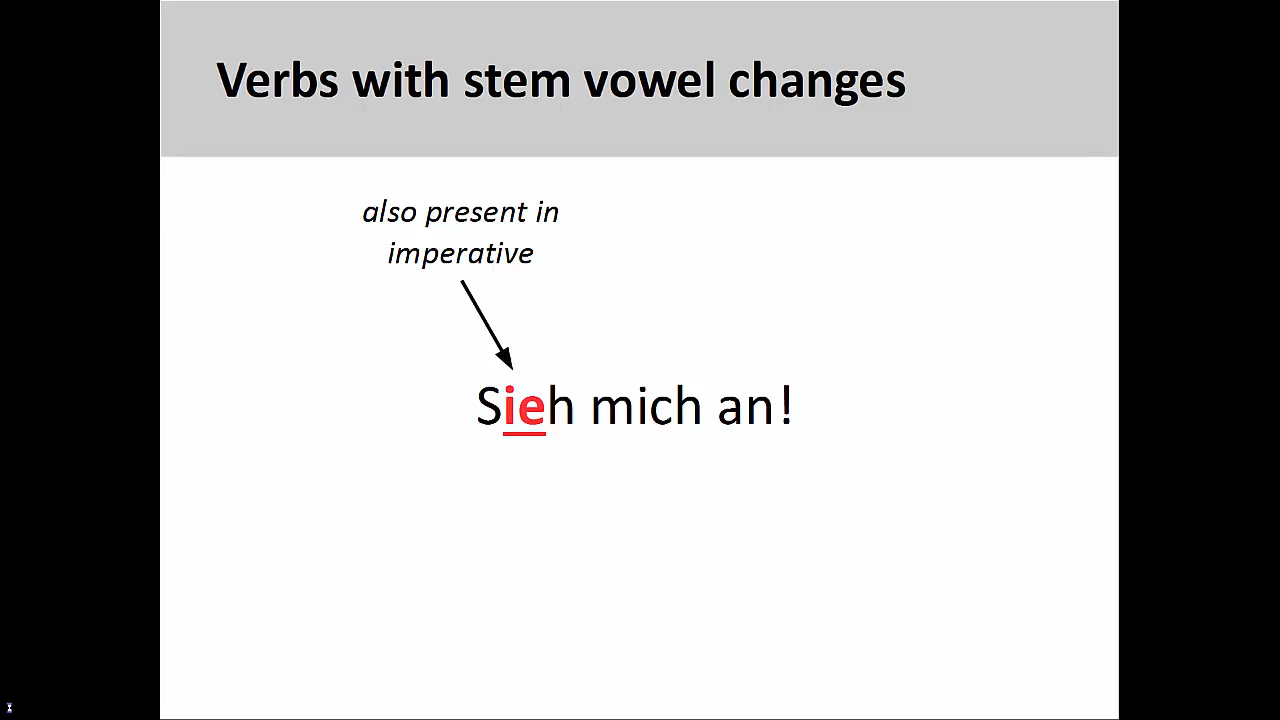 Verbs with stem vowel changes
also present in
imperative
Sieh mich an!